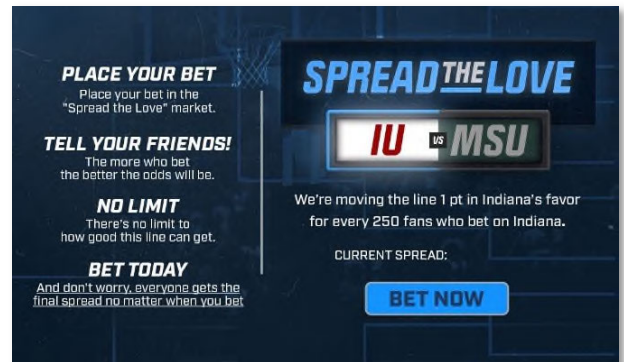 PLACE YOUR BET
Place your bet in the
"Spread the Love" market.
TELL YOUR FRIENDS!
The more who bet
the better the odds will be.
NO LIMIT
There's no limit to
how good this line can get.
BET TODAY
And don't worry, everyone gets the
final spread no matter when you bet
SPREAD THE LOVE
IU VS MSU
We're moving the line 1 pt in Indiana's favor
for every 250 fans who bet on Indiana.
CURRENT SPREAD:
BET NOW